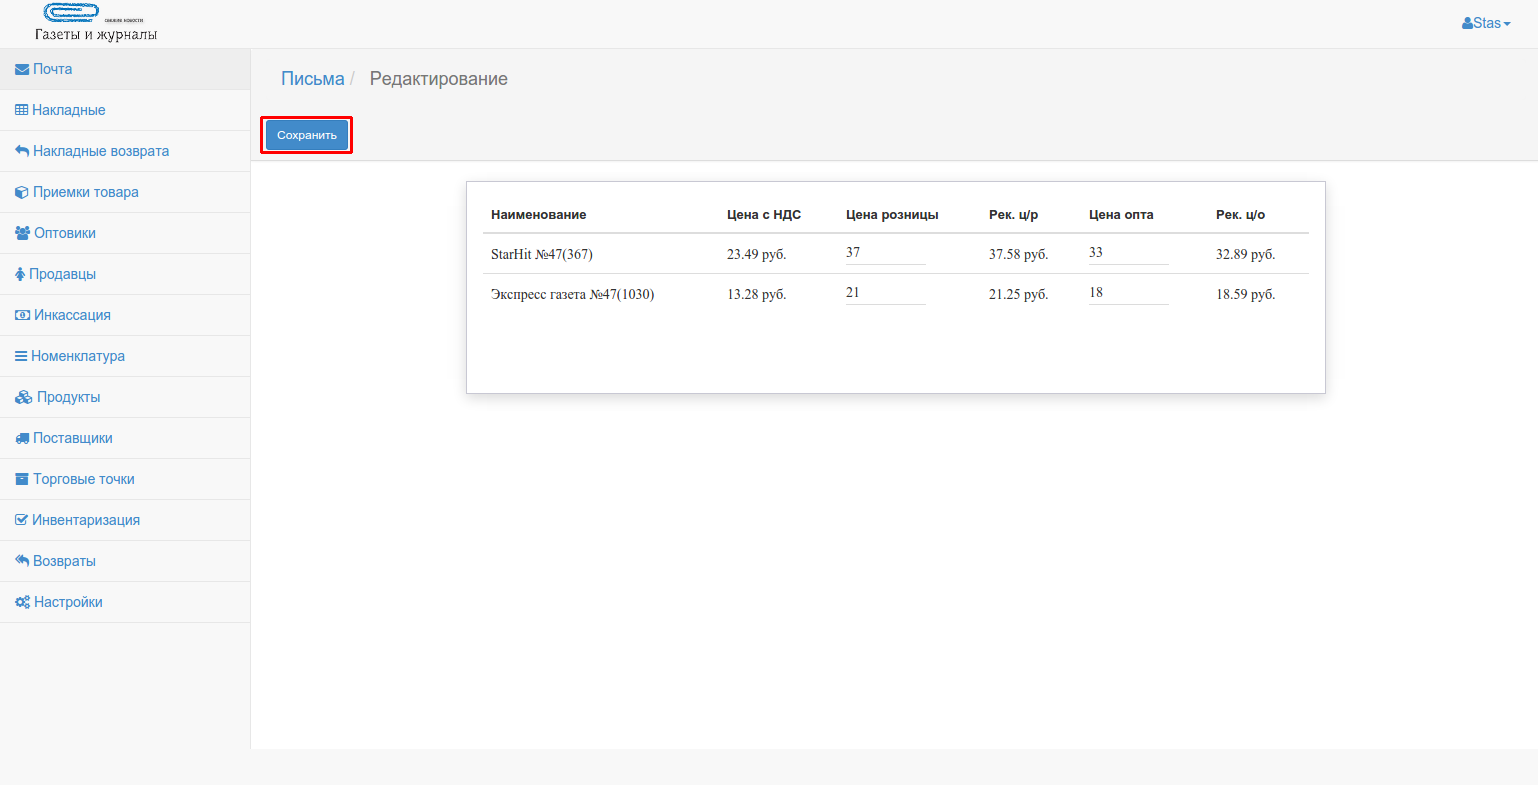 Газеты и журналы
Stas
Почта
Накладные
Накладные возврата
Приемки товара
Оптовики
Продавцы
Инкассация
Номенклатура
Продукты
Поставщики
Торговые точки
Инвентаризация
Возвраты
Настройки
Письма / Редактирование
Сохранить
Наименование Цена с НДС Цена розницы Рек. ц/р Цена опта Рек. ц/о
StarHit №47(367) 23.49 руб. 37 37.58 руб. 33 32.89 руб.
Экспресс газета №47(1030) 13.28 руб. 21 21.25 руб. 18 18.59 руб.